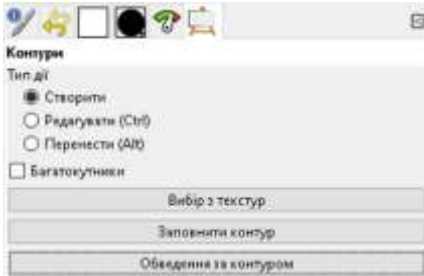 Контури
Тип дії
Створити
Редагувати (Ctrl)
Перенести (Alt)
Багатокутники
Вибір з текстур
Заповнити контур
Обведення за контуром